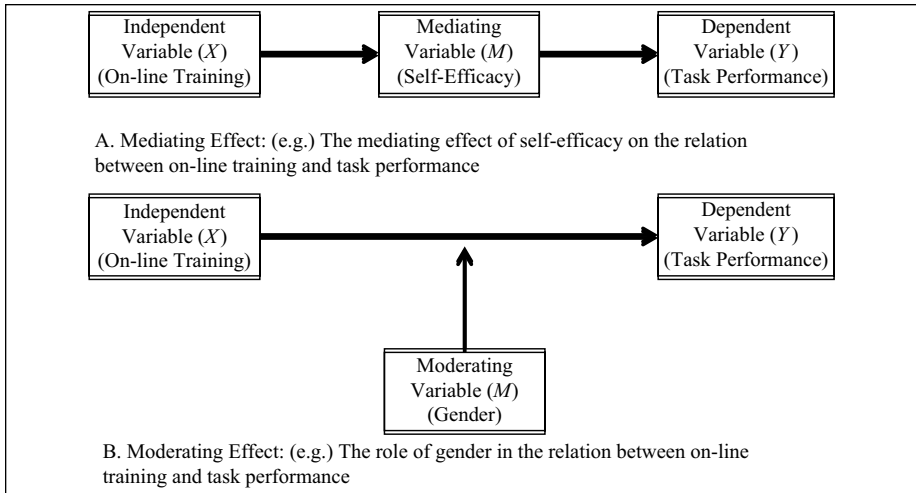 Independent
Variable (X)
(On-line Training)
Mediating
Variable (M)
(Self-Efficacy)
Dependent
Variable (Y)
(Task Performance)
A. Mediating Effect: (e.g.) The mediating effect of self-efficacy on the relation
between on-line training and task performance
Independent
Variable (X)
(On-line Training)
Dependent
Variable (Y)
(Task Performance)
Moderating
Variable (M)
(Gender)
B. Moderating Effect: (e.g.) The role of gender in the relation between on-line
training and task performance